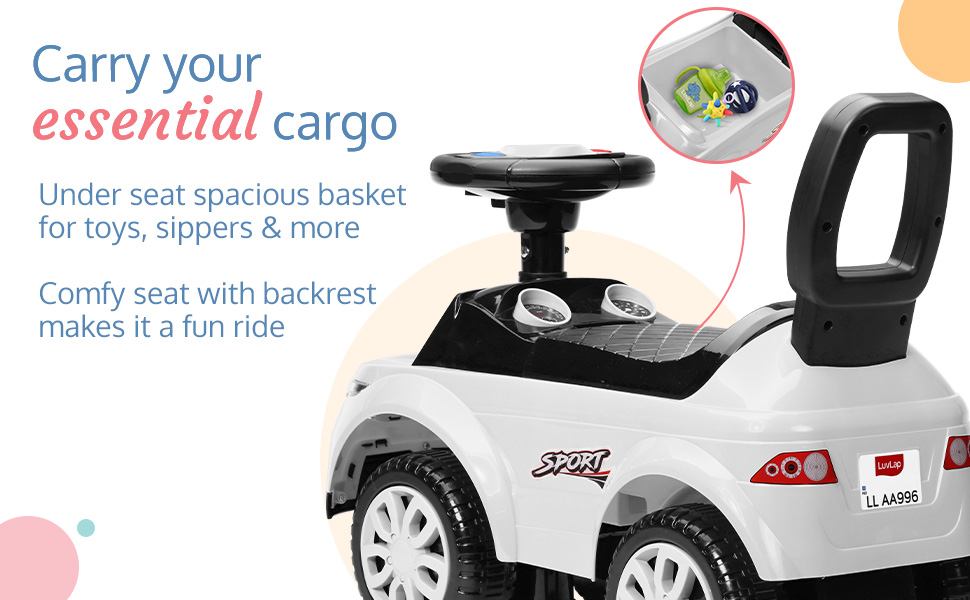 Carry your
essential cargo
Under seat spacious basket
for toys, sippers & more
Comfy seat with backrest
makes it a fun ride
SPORT
LuvLap
LL AA996